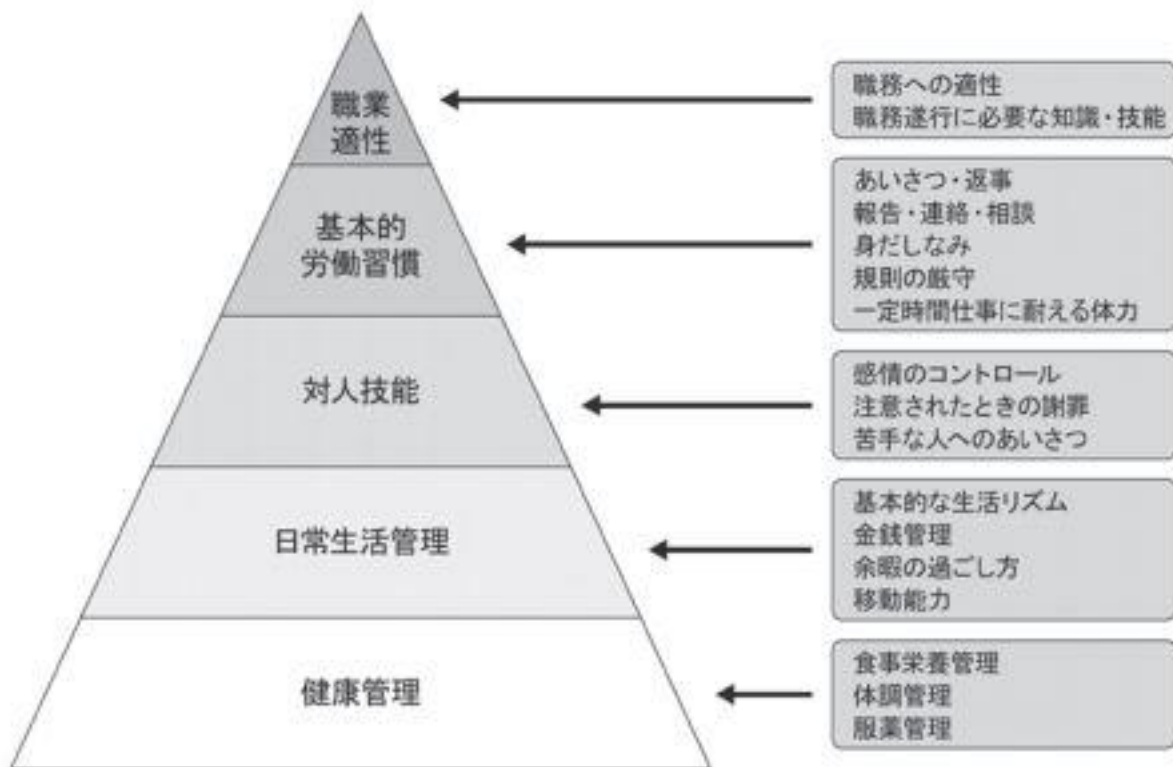 職業
適性
職務への適性
職務遂行に必要な知識・技能
基本的
労働習慣
あいさつ・返事
報告・連絡・相談
身だしなみ
規則の厳守
一定時間仕事に耐える体力
対人技能
感情のコントロール
注意されたときの謝罪
苦手な人へのあいさつ
日常生活管理
基本的な生活リズム
金銭管理
余暇の過ごし方
移動能力
健康管理
食事栄養管理
体調管理
服薬管理